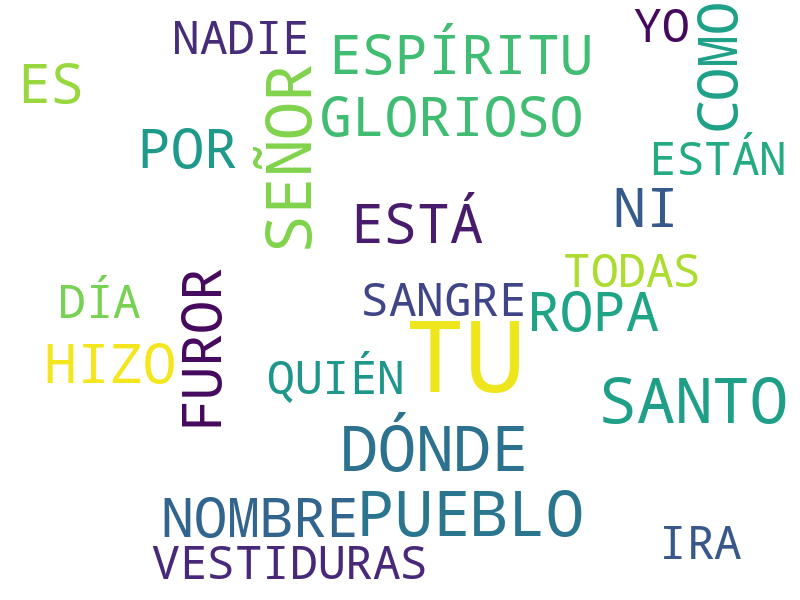 NADIE
YO
COMO
ESPÍRITU
ES
SEÑOR
GLORIOSO
POR
ESTÁN
NI
ESTÁ
TODAS
DÍA
FUROR
SANGRE
ROPA
TU
HIZO
QUIÉN
SANTO
DÓNDE
NOMBRE
PUEBLO
IRA
VESTIDURAS